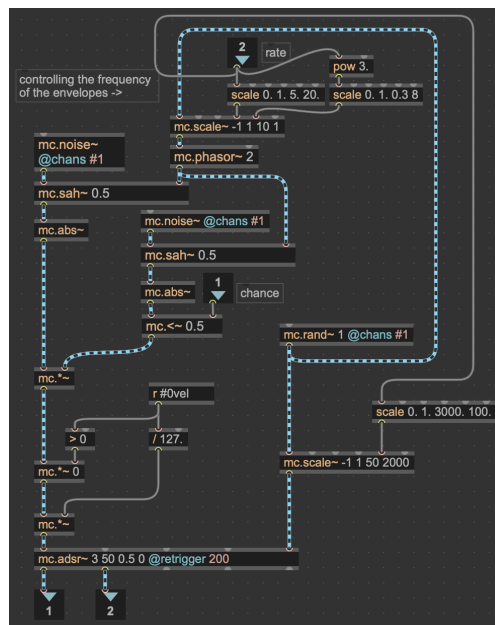 2
rate
pow 3.
controlling the frequency
of the envelopes ->
scale 0. 1. 5. 20.
scale 0. 1. 0.3 8
mc.scale~ -1 1 10 1
mc.noise~
@chans #1
mc.phasor~ 2
mc.sah~ 0.5
mc.abs~
mc.noise~ @chans #1
mc.sah~ 0.5
mc.abs~
1
chance
mc.<~ 0.5
mc.rand~ 1 @chans #1
mc.*~
r #0vel
scale 0. 1. 3000. 100.
> 0
/ 127.
mc.*~ 0
mc.scale~ -1 1 50 2000
mc.*~
mc.adsr~ 3 50 0.5 0 @retrigger 200
1
2